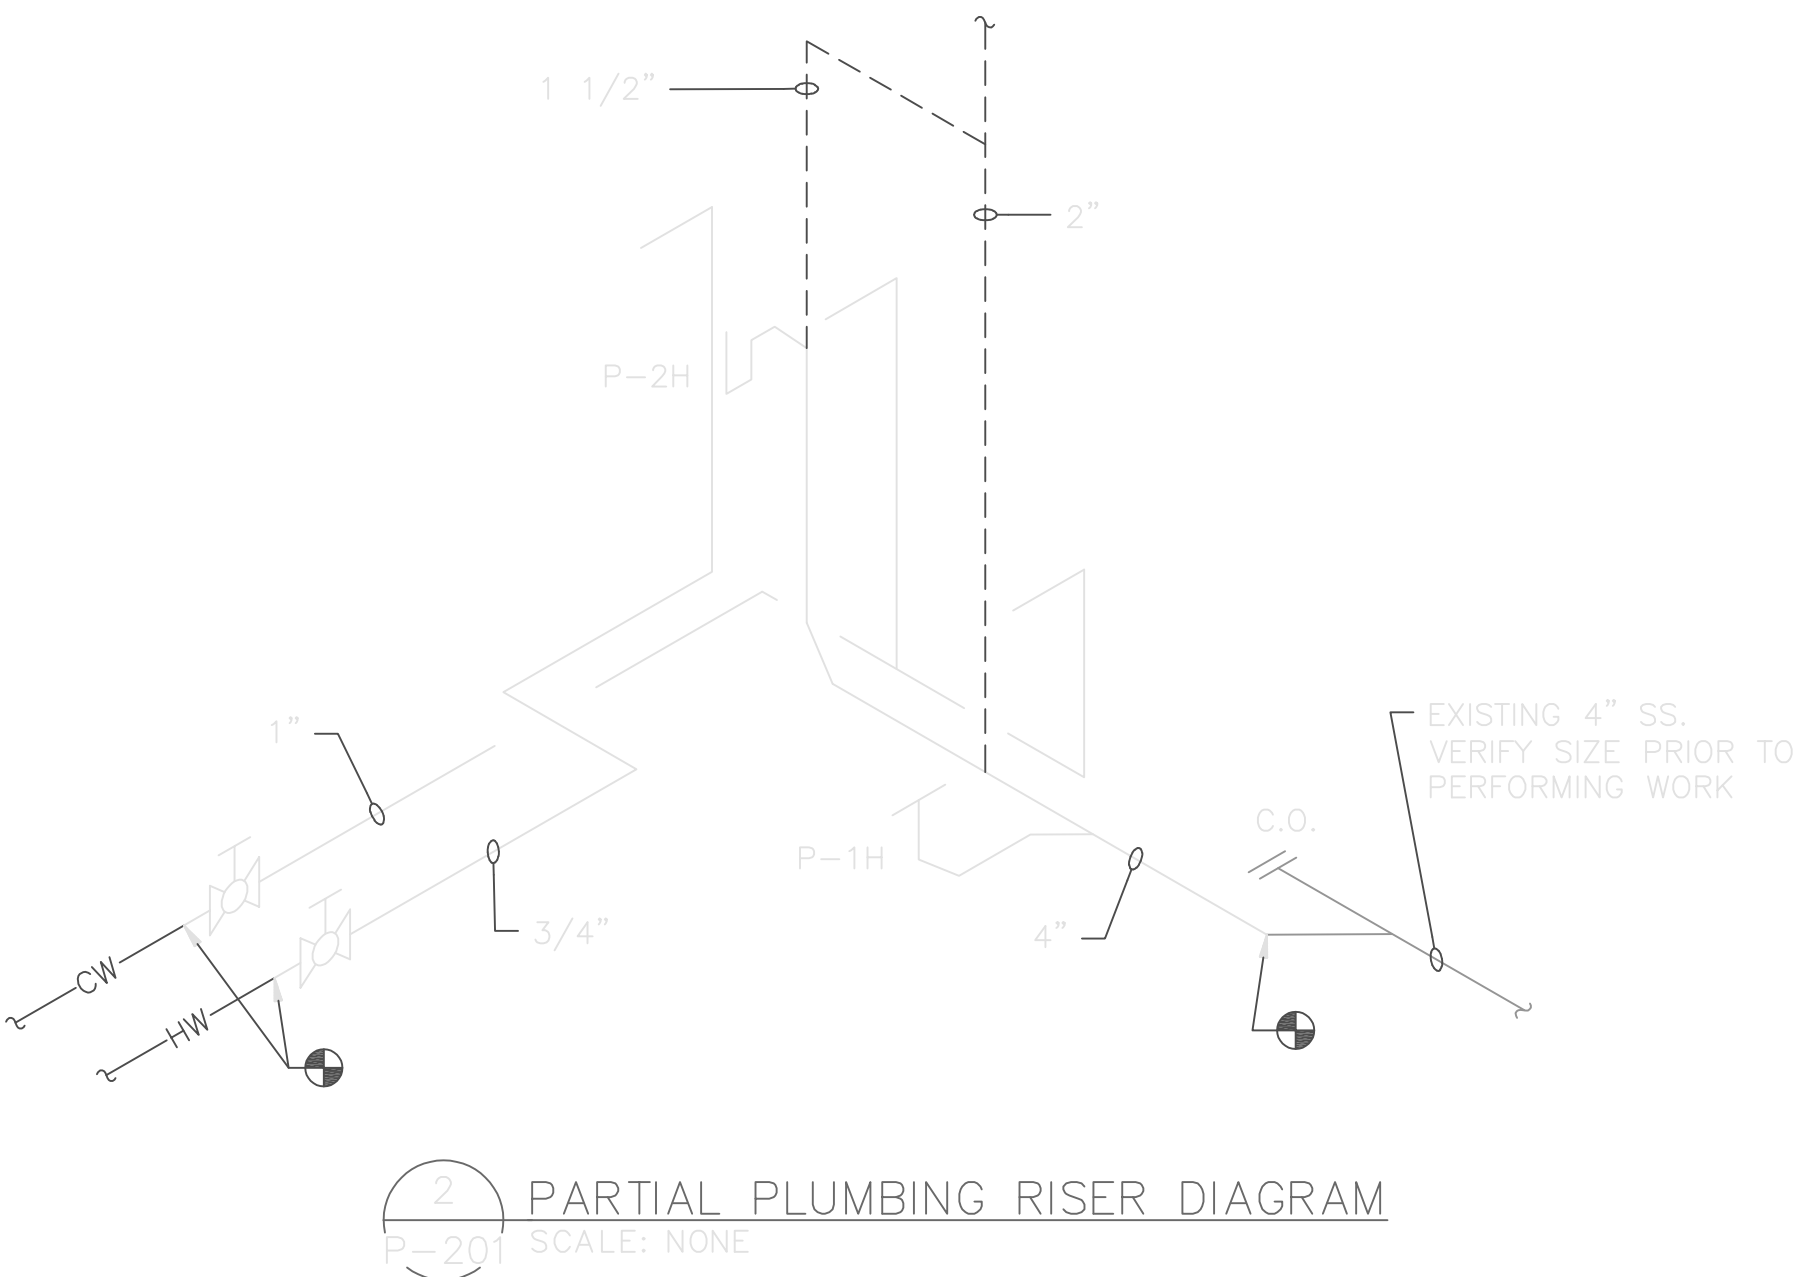 1 1/2”
2”
P-2H
1”
EXISTING 4” SS.
VERIFY SIZE PRIOR TO
PERFORMING WORK
C.O.
P-1H
3/4”
4”
CW
HW
2
PARTIAL PLUMBING RISER DIAGRAM
P-201
SCALE: NONE